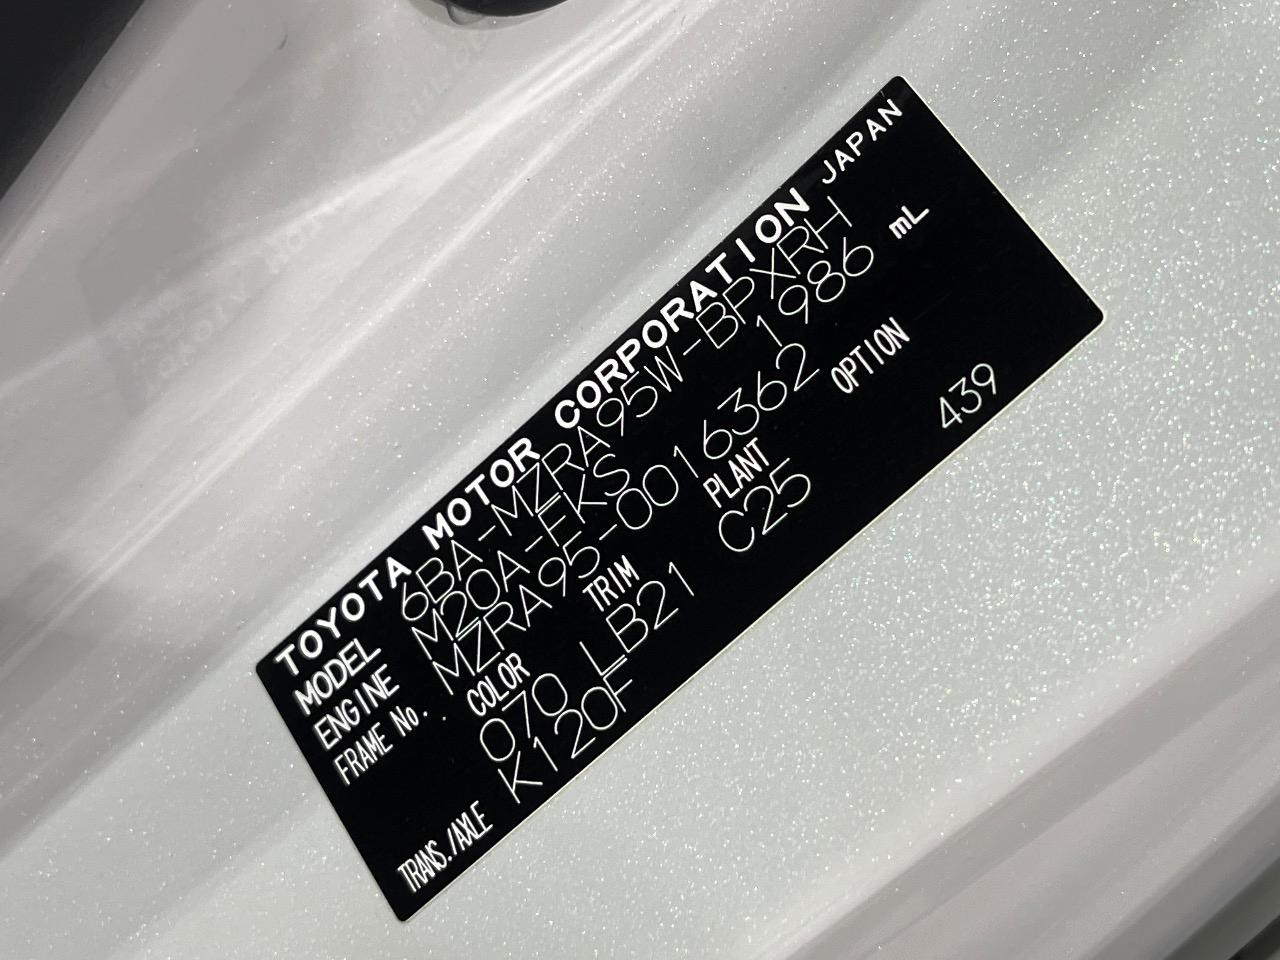 TOYOTA MOTOR CORPORATION JAPAN
MODEL 6BA-MZRA95W-BPXRH
ENGINE M20A-FKS 1986 mL
FRAME No. MZRA95-0016362
COLOR TRIM PLANT OPTION
070 LB21 C25 439
TRANS./AXLE K120F